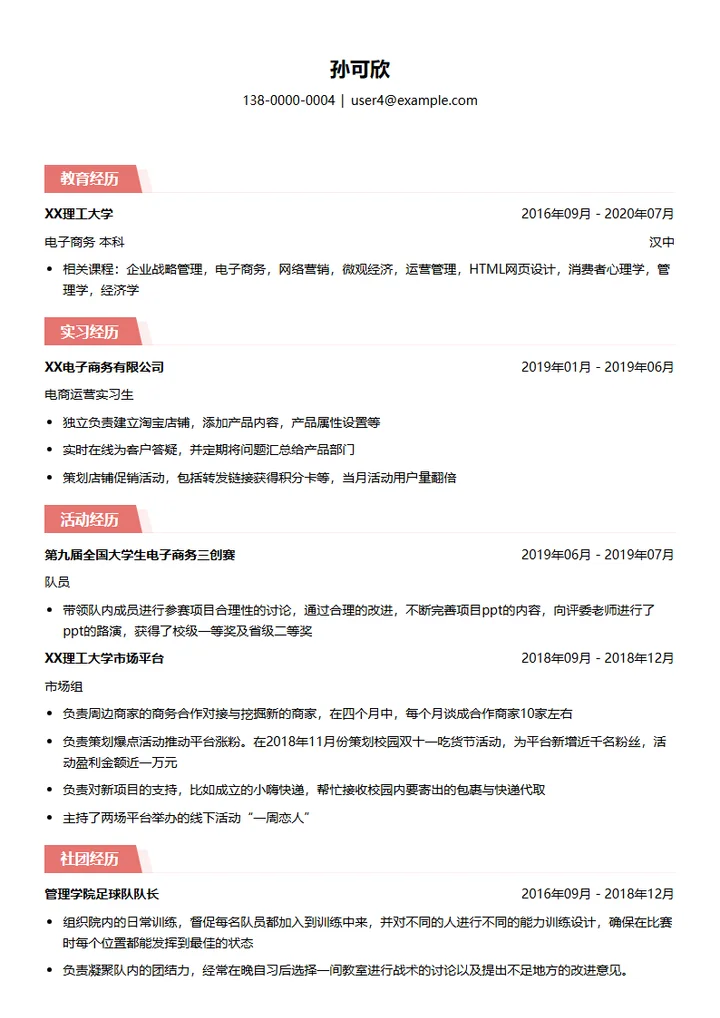 孙可欣
138-0000-0004 | user4@example.com
教育经历
XX理工大学 2016年09月 - 2020年07月
电子商务 本科 汉中
• 相关课程：企业战略管理，电子商务，网络营销，微观经济，运营管理，HTML网页设计，消费者心理学，管
理学，经济学
实习经历
XX电子商务有限公司 2019年01月 - 2019年06月
电商运营实习生
• 独立负责建立淘宝店铺，添加产品内容，产品属性设置等
• 实时在线为客户答疑，并定期将问题汇总给产品部门
• 策划店铺促销活动，包括转发链接获得积分卡等，当月活动用户量翻倍
活动经历
第九届全国大学生电子商务三创赛 2019年06月 - 2019年07月
队员
• 带领队内成员进行参赛项目合理性的讨论，通过合理的改进，不断完善项目ppt的内容，向评委老师进行了
ppt的路演，获得了校级一等奖及省级二等奖
XX理工大学市场平台 2018年09月 - 2018年12月
市场组
• 负责周边商家的商务合作对接与挖掘新的商家，在四个月中，每个月谈成合作商家10家左右
• 负责策划爆点活动推动平台涨粉。在2018年11月份策划校园双十一吃货节活动，为平台新增近千名粉丝，活
动盈利金额近一万元
• 负责对新项目的支持，比如成立的小嗨快递，帮忙接收校园内要寄出的包裹与快递代取
• 主持了两场平台举办的线下活动“一周恋人”
社团经历
管理学院足球队队长 2016年09月 - 2018年12月
• 组织院内的日常训练，督促每名队员都加入到训练中来，并对不同的人进行不同的能力训练设计，确保在比赛
时每个位置都能发挥到最佳的状态
• 负责凝聚队内的团结力，经常在晚自习后选择一间教室进行战术的讨论以及提出不足地方的改进意见。